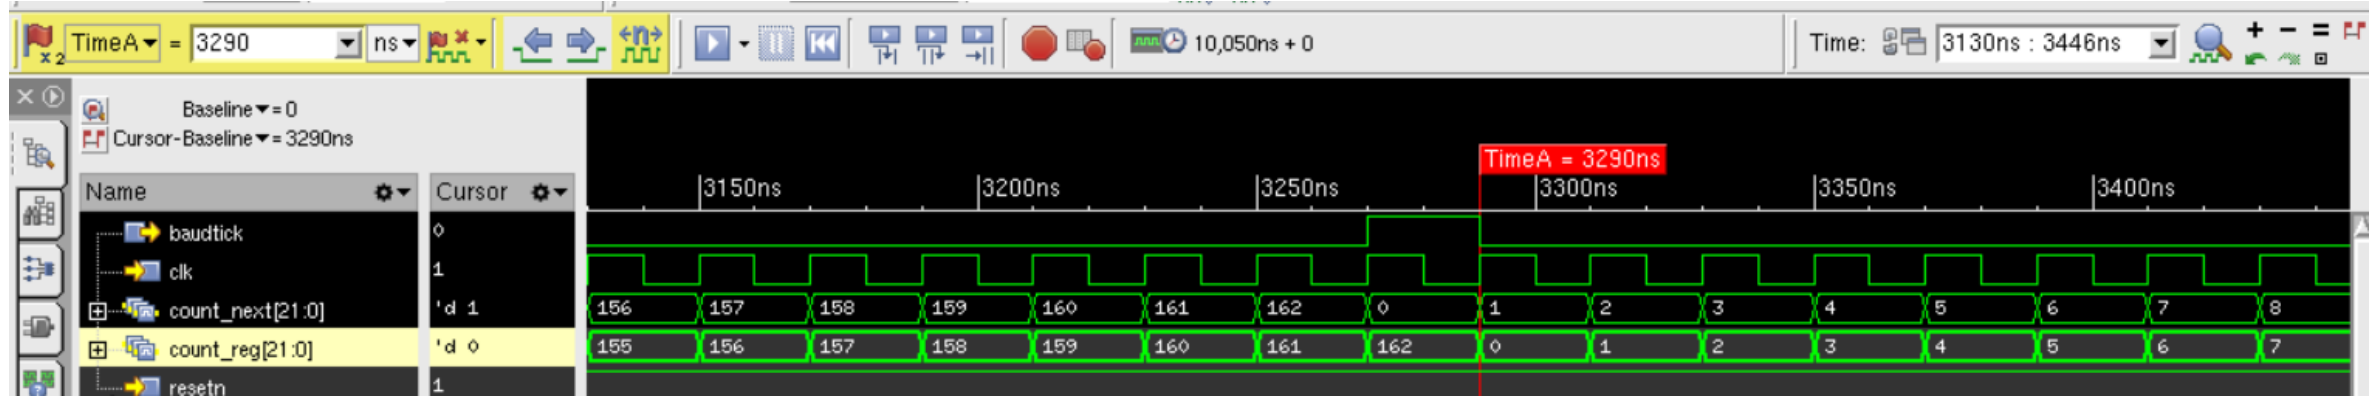 x2 TimeA = 3290 ns 10,050ns + 0 Time: 3130ns : 3446ns
Baseline = 0
Cursor-Baseline = 3290ns
TimeA = 3290ns
Name Cursor 3150ns 3200ns 3250ns 3300ns 3350ns 3400ns
baudtick 0
clk 1
count_next[21:0] 'd 1 156 157 158 159 160 161 162 0 1 2 3 4 5 6 7 8
count_reg[21:0] 'd 0 155 156 157 158 159 160 161 162 0 1 2 3 4 5 6 7
resetn 1